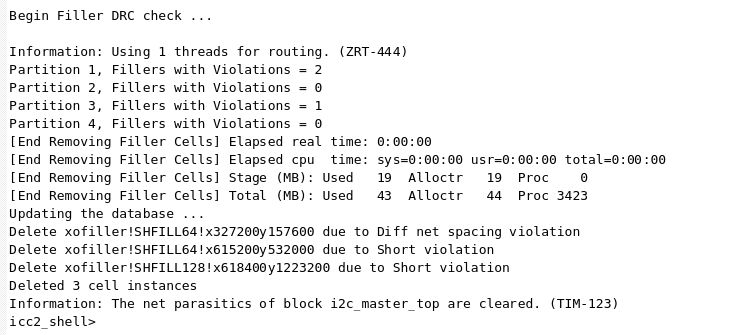 Begin Filler DRC check ...
Information: Using 1 threads for routing. (ZRT-444)
Partition 1, Fillers with Violations = 2
Partition 2, Fillers with Violations = 0
Partition 3, Fillers with Violations = 1
Partition 4, Fillers with Violations = 0
[End Removing Filler Cells] Elapsed real time: 0:00:00
[End Removing Filler Cells] Elapsed cpu  time: sys=0:00:00 usr=0:00:00 total=0:00:00
[End Removing Filler Cells] Stage (MB): Used   19  Alloctr   19  Proc    0
[End Removing Filler Cells] Total (MB): Used   43  Alloctr   44  Proc 3423
Updating the database ...
Delete xofiller!SHFILL64!x327200y157600 due to Diff net spacing violation
Delete xofiller!SHFILL64!x615200y532000 due to Short violation
Delete xofiller!SHFILL128!x618400y1223200 due to Short violation
Deleted 3 cell instances
Information: The net parasitics of block i2c_master_top are cleared. (TIM-123)
icc2_shell>